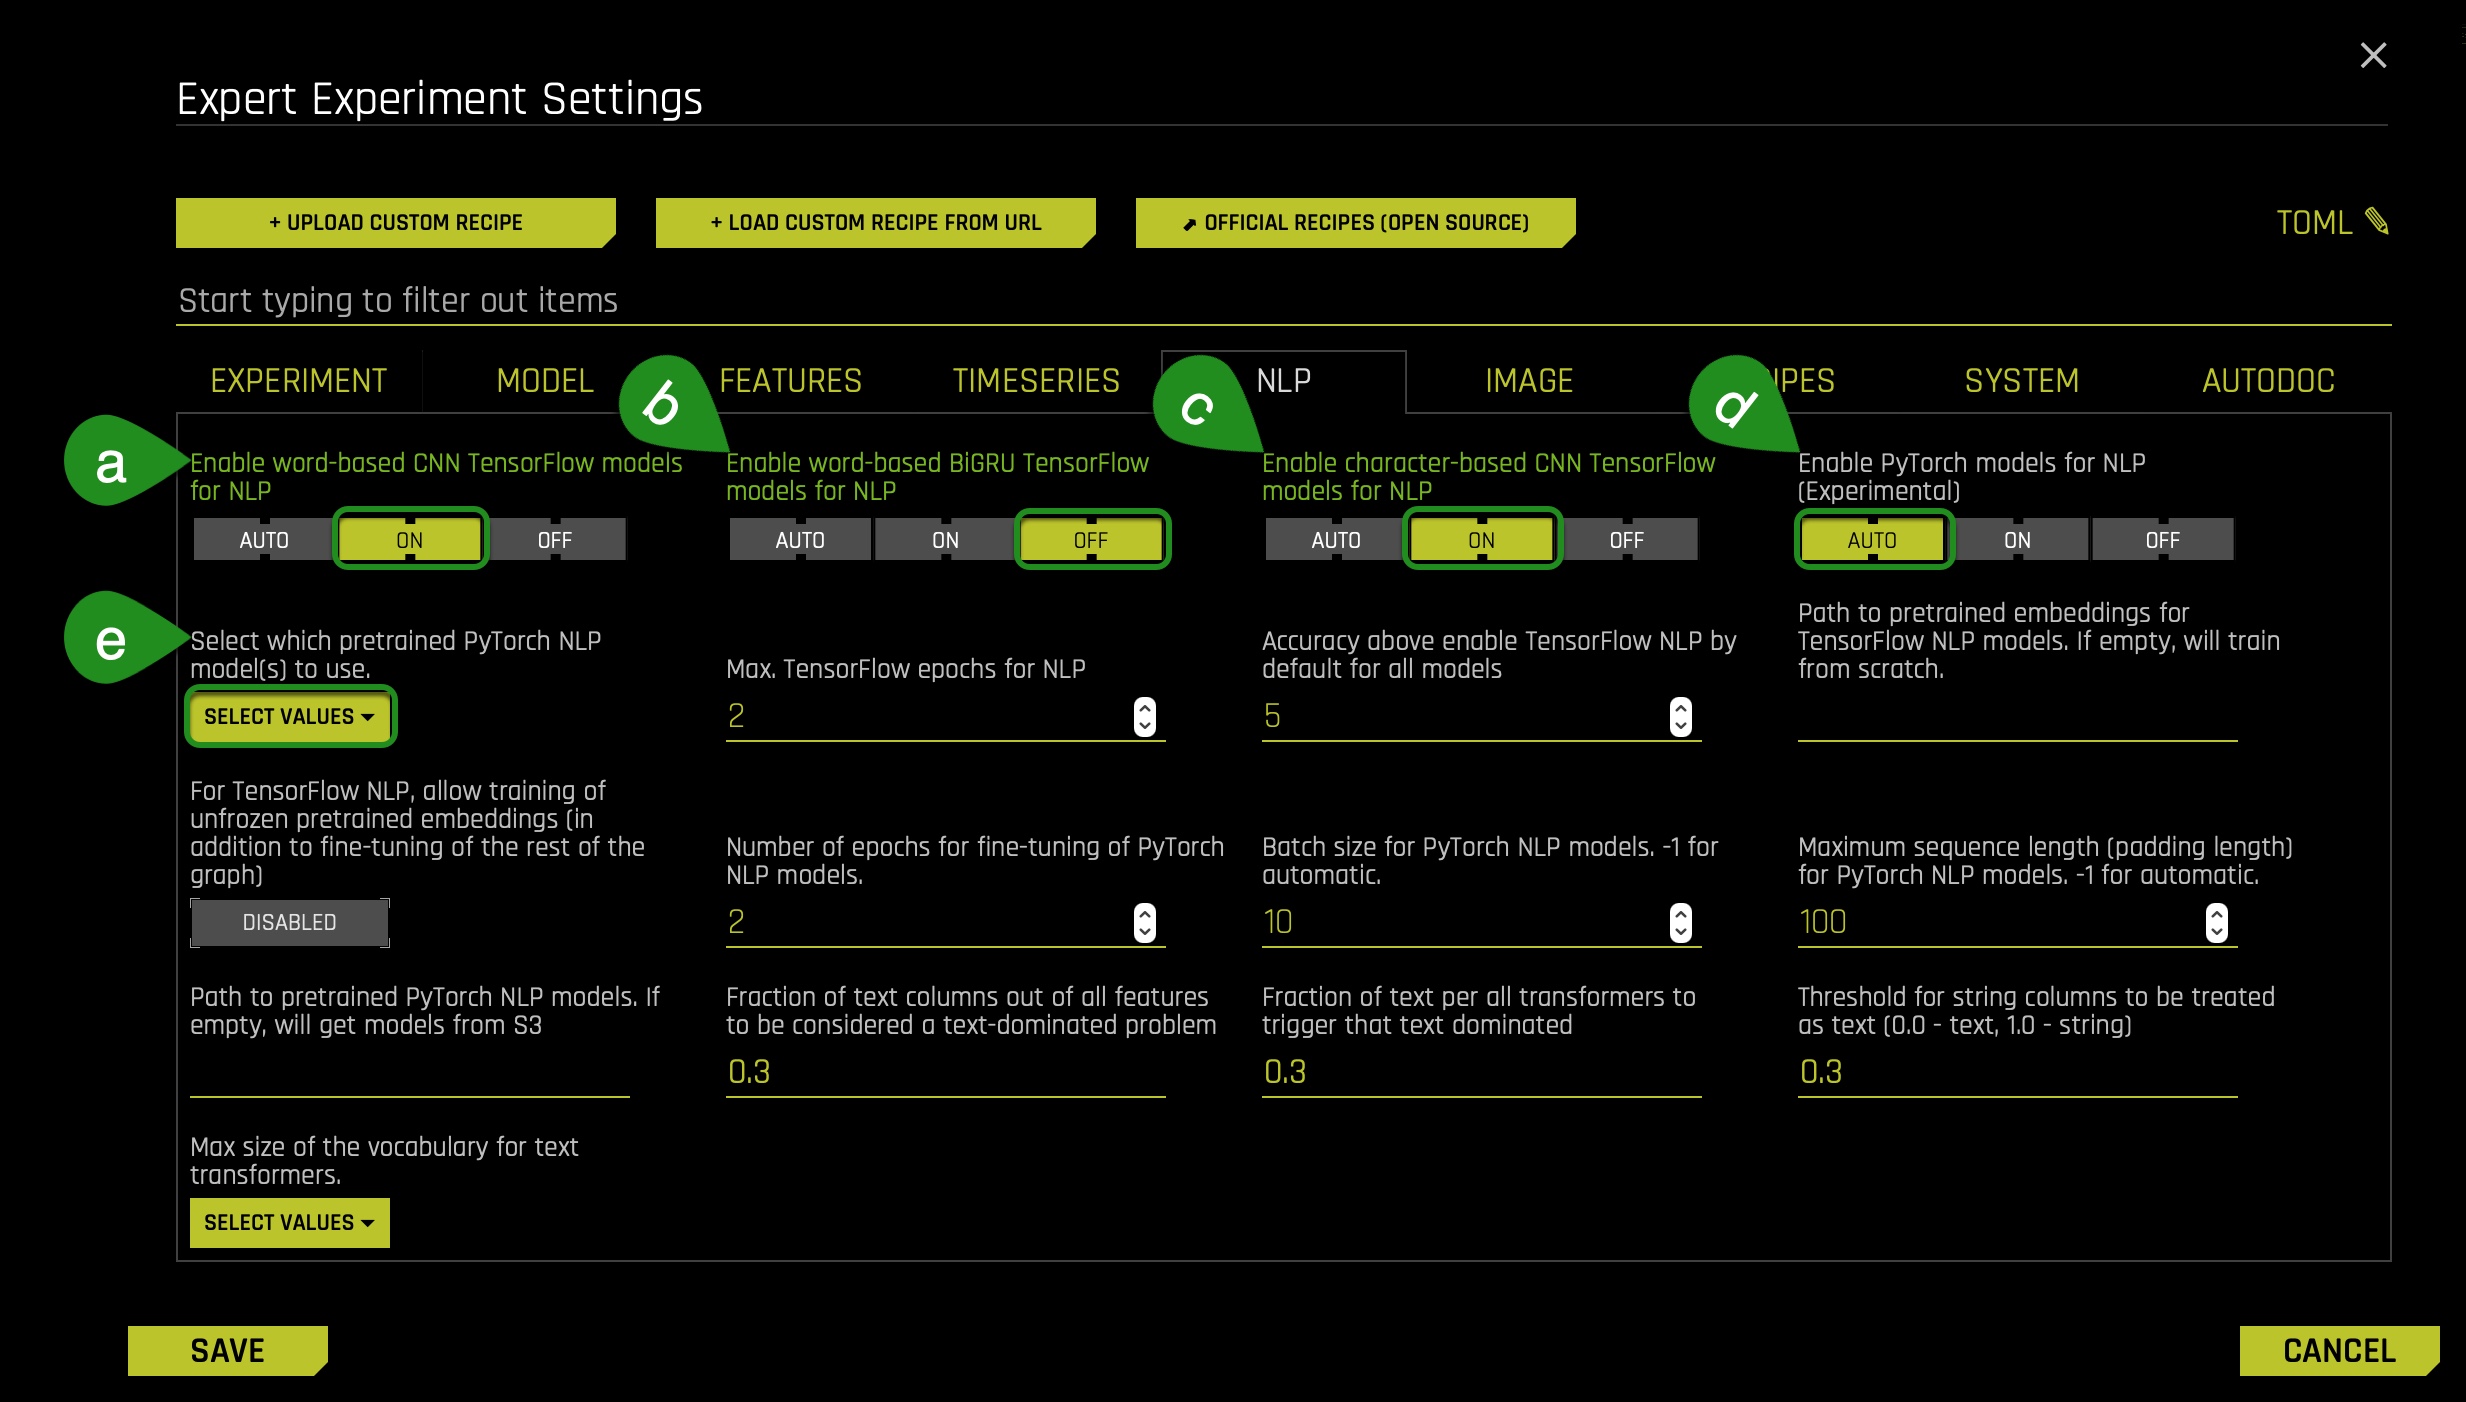 Expert Experiment Settings
+ UPLOAD CUSTOM RECIPE
+ LOAD CUSTOM RECIPE FROM URL
OFFICIAL RECIPES (OPEN SOURCE)
TOML
Start typing to filter out items
EXPERIMENT
MODEL
FEATURES
TIMESERIES
NLP
IMAGE
IPES
SYSTEM
AUTODOC
a
b
c
d
Enable word-based CNN TensorFlow models
for NLP
AUTO ON OFF
Enable word-based BiGRU TensorFlow
models for NLP
AUTO ON OFF
Enable character-based CNN TensorFlow
models for NLP
AUTO ON OFF
Enable PyTorch models for NLP
(Experimental)
AUTO ON OFF
e
Select which pretrained PyTorch NLP
model(s) to use.
SELECT VALUES
Max. TensorFlow epochs for NLP
2
Accuracy above enable TensorFlow NLP by
default for all models
5
Path to pretrained embeddings for
TensorFlow NLP models. If empty, will train
from scratch.
For TensorFlow NLP, allow training of
unfrozen pretrained embeddings (in
addition to fine-tuning of the rest of the
graph)
DISABLED
Number of epochs for fine-tuning of PyTorch
NLP models.
2
Batch size for PyTorch NLP models. -1 for
automatic.
10
Maximum sequence length (padding length)
for PyTorch NLP models. -1 for automatic.
100
Path to pretrained PyTorch NLP models. If
empty, will get models from S3
Fraction of text columns out of all features
to be considered a text-dominated problem
0.3
Fraction of text per all transformers to
trigger that text dominated
0.3
Threshold for string columns to be treated
as text (0.0 - text, 1.0 - string)
0.3
Max size of the vocabulary for text
transformers.
SELECT VALUES
SAVE
CANCEL